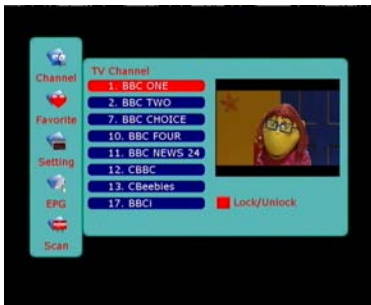 Channel
Favorite
Setting
EPG
Scan
TV Channel
1. BBC ONE
2. BBC TWO
7. BBC CHOICE
10. BBC FOUR
11. BBC NEWS 24
12. CBBC
13. CBeebies
17. BBCi
Lock/Unlock